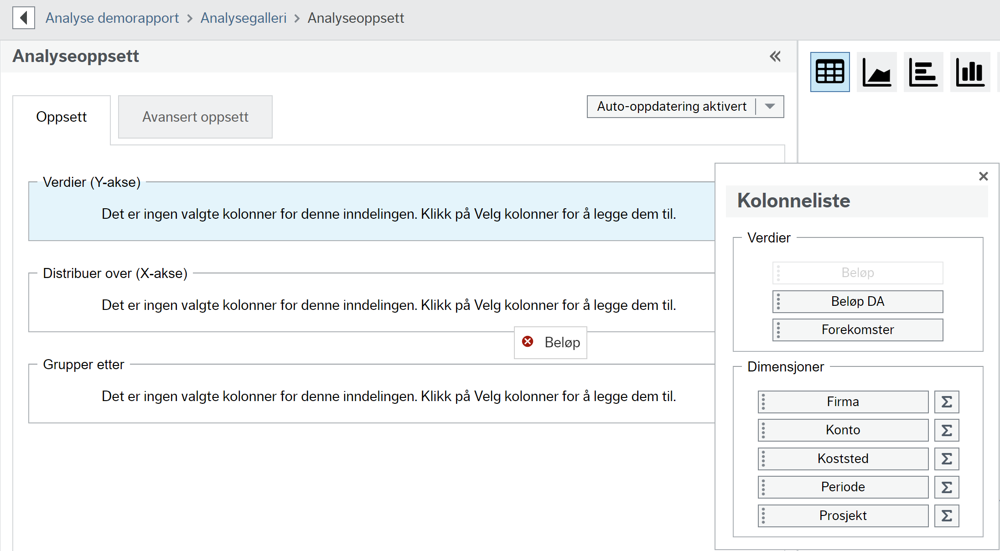 Analyse demorapport > Analysegalleri > Analyseoppsett
Analyseoppsett
Oppsett
Avansert oppsett
Auto-oppdatering aktivert
Verdier (Y-akse)
Det er ingen valgte kolonner for denne inndelingen. Klikk på Velg kolonner for å legge dem til.
Distribuer over (X-akse)
Det er ingen valgte kolonner for denne inndelingen. Klikk på Velg kolonner for å legge dem til.
Beløp
Grupper etter
Det er ingen valgte kolonner for denne inndelingen. Klikk på Velg kolonner for å legge dem til.
Kolonneliste
Verdier
Beløp
Beløp DA
Forekomster
Dimensjoner
Firma Σ
Konto Σ
Koststed Σ
Periode Σ
Prosjekt Σ